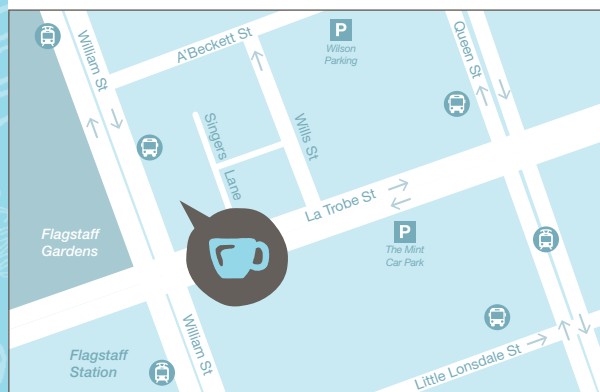 William St
A'Beckett St
P
Wilson
Parking
Queen St
Singers
Lane
Wills St
La Trobe St
Flagstaff
Gardens
P
The Mint
Car Park
William St
Flagstaff
Station
Little Lonsdale St